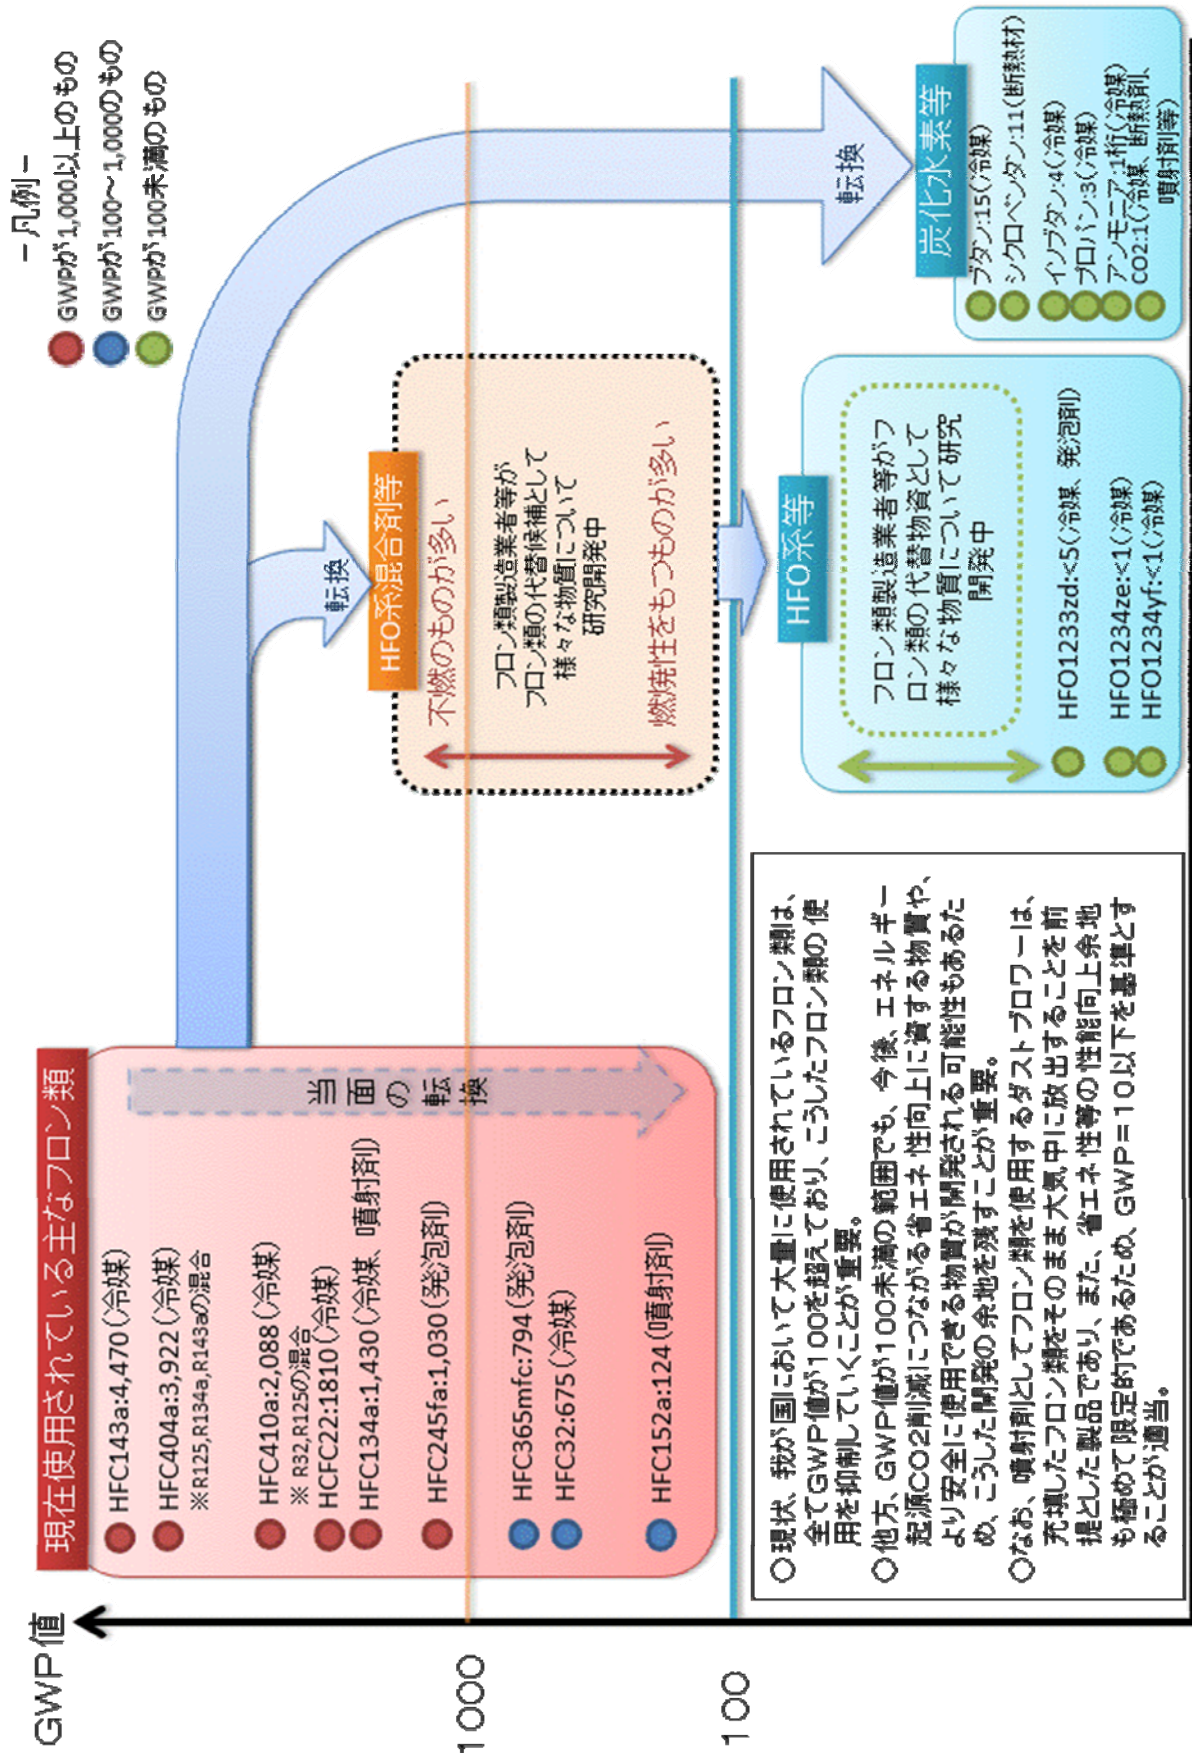 GWP値
1000
100
－凡例－
GWPが1,000以上のもの
GWPが100～1,000のもの
GWPが100未満のもの
現在使用されている主なフロン類
HFC143a:4,470(冷媒)
HFC404a:3,922(冷媒)
※R125,R134a,R143aの混合
HFC410a:2,088(冷媒)
※ R32,R125の混合
HCFC22:1810(冷媒)
HFC134a:1,430(冷媒、噴射剤)
HFC245fa:1,030(発泡剤)
HFC365mfc:794(発泡剤)
HFC32:675(冷媒)
HFC152a:124(噴射剤)
当面の転換
転換
HFO系混合剤等
不燃のものが多い
フロン類製造業者等が
フロン類の代替候補として
様々な物質について
研究開発中
燃焼性をもつものが多い
HFO系等
フロン類製造業者等がフ
ロン類の代替物資として
様々な物質について研究
開発中
HFO1233zd:<5(冷媒、発泡剤)
HFO1234ze:<1(冷媒)
HFO1234yf:<1(冷媒)
転換
炭化水素等
ブタン:15(冷媒)
シクロペンタン:11(断熱材)
イソブタン:4(冷媒)
プロパン:3(冷媒)
アンモニア:1桁(冷媒)
CO2:1(冷媒、断熱剤、
噴射剤等)
○現状、我が国において大量に使用されているフロン類は、
全てGWP値が100を超えており、こうしたフロン類の使
用を抑制していくことが重要。
○他方、GWP値が100未満の範囲でも、今後、エネルギー
起源CO2削減につながる省エネ性向上に資する物質や、
より安全に使用できる物質が開発される可能性もあるた
め、こうした開発の余地を残すことが重要。
○なお、噴射剤としてフロン類を使用するダストブロワーは、
充填したフロン類をそのまま大気中に放出することを前
提とした製品であり、また、省エネ性等の性能向上余地
も極めて限定的であるため、GWP=10以下を基準とす
ることが適当。